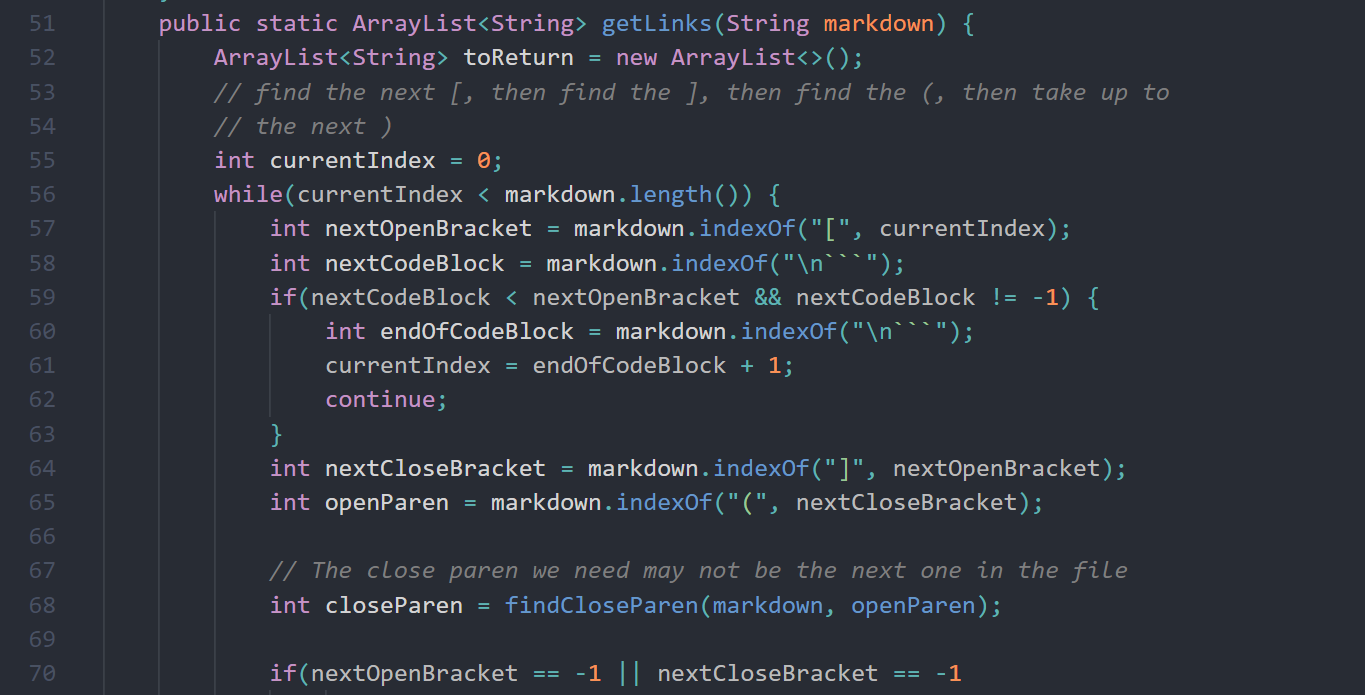 51 public static ArrayList<String> getLinks(String markdown) {
52 ArrayList<String> toReturn = new ArrayList<>();
53 // find the next [, then find the ], then find the (, then take up to
54 // the next )
55 int currentIndex = 0;
56 while(currentIndex < markdown.length()) {
57 int nextOpenBracket = markdown.indexOf("[", currentIndex);
58 int nextCodeBlock = markdown.indexOf("\n```");
59 if(nextCodeBlock < nextOpenBracket && nextCodeBlock != -1) {
60 int endOfCodeBlock = markdown.indexOf("\n```");
61 currentIndex = endOfCodeBlock + 1;
62 continue;
63 }
64 int nextCloseBracket = markdown.indexOf("]", nextOpenBracket);
65 int openParen = markdown.indexOf("(", nextCloseBracket);
66
67 // The close paren we need may not be the next one in the file
68 int closeParen = findCloseParen(markdown, openParen);
69
70 if(nextOpenBracket == -1 || nextCloseBracket == -1